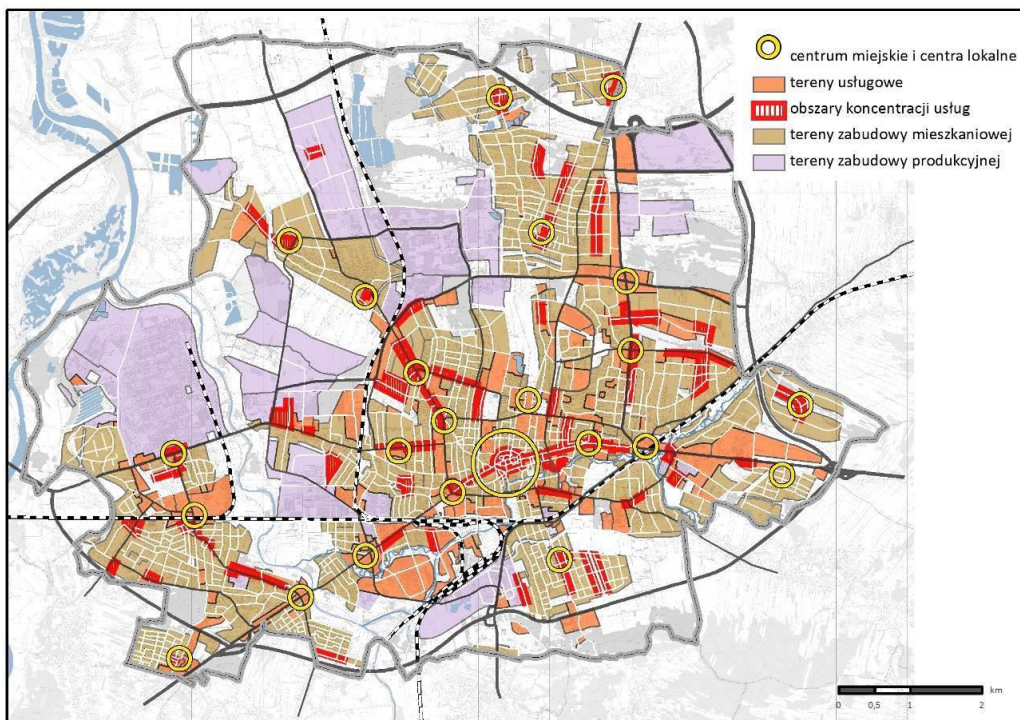 centrum miejskie i centra lokalne
tereny usługowe
obszary koncentracji usług
tereny zabudowy mieszkaniowej
tereny zabudowy produkcyjnej
km
0 0,5 1 2